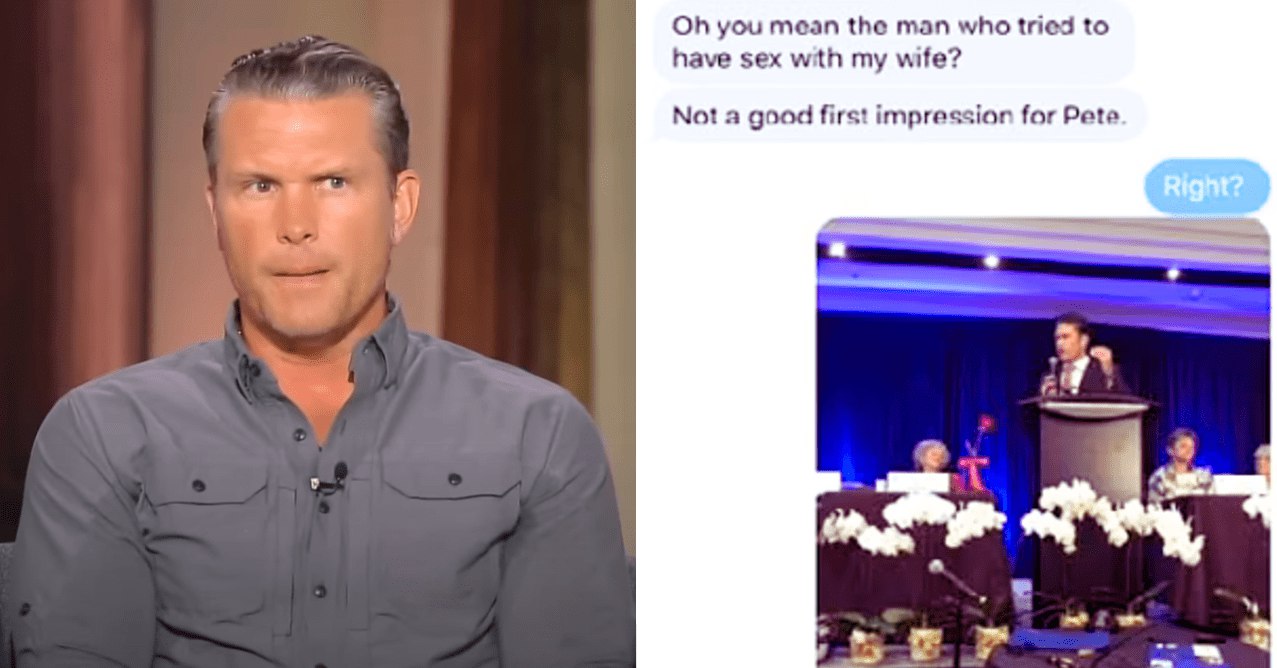 Oh you mean the man who tried to
have sex with my wife?
Not a good first impression for Pete.
Right?